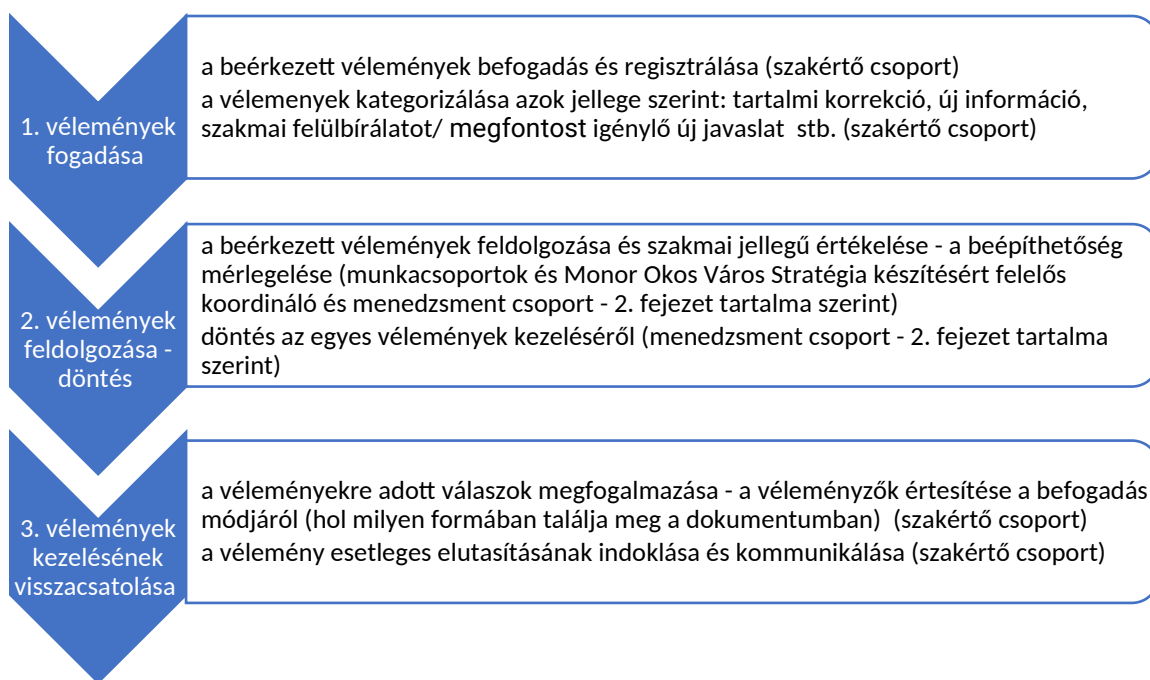 1. vélemények
fogadása
a beérkezett vélemények befogadás és regisztrálása (szakértő csoport)
a vélemenyek kategorizálása azok jellege szerint: tartalmi korrekció, új információ,
szakmai felülbírálatot/ megfontost igénylő új javaslat  stb. (szakértő csoport)
2. vélemények
feldolgozása -
döntés
a beérkezett vélemények feldolgozása és szakmai jellegű értékelése - a beépíthetőség
mérlegelése (munkacsoportok és Monor Okos Város Stratégia készítésért felelős
koordináló és menedzsment csoport - 2. fejezet tartalma szerint)
döntés az egyes vélemények kezeléséről (menedzsment csoport - 2. fejezet tartalma
szerint)
3. vélemények
kezelésének
visszacsatolása
a véleményekre adott válaszok megfogalmazása - a véleményzők értesítése a befogadás
módjáról (hol milyen formában találja meg a dokumentumban)  (szakértő csoport)
a vélemény esetleges elutasításának indoklása és kommunikálása (szakértő csoport)